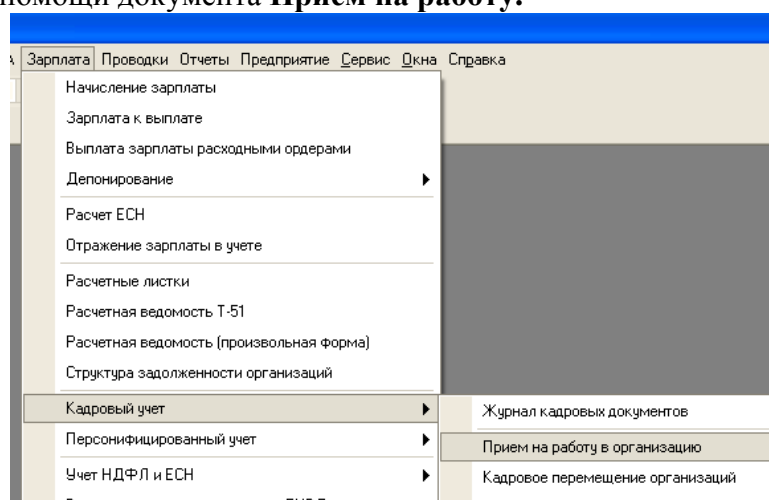 помощи документа Прием на работу.
Зарплата Проводки Отчеты Предприятие Сервис Окна Справка
Начисление зарплаты
Зарплата к выплате
Выплата зарплаты расходными ордерами
Депонирование
Расчет ЕСН
Отражение зарплаты в учете
Расчетные листки
Расчетная ведомость Т-51
Расчетная ведомость (произвольная форма)
Структура задолженности организаций
Кадровый учет
Журнал кадровых документов
Персонифицированный учет
Прием на работу в организацию
Учет НДФЛ и ЕСН
Кадровое перемещение организаций